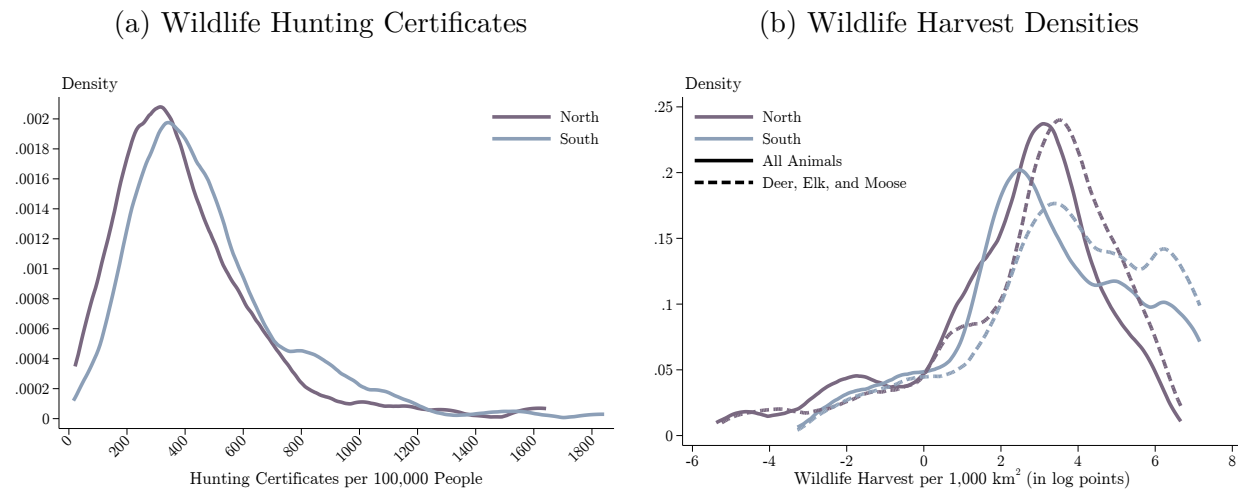 (a) Wildlife Hunting Certificates
Density
North
South
.002
.0018
.0016
.0014
.0012
.001
.0008
.0006
.0004
.0002
0
0 200 400 600 800 1000 1200 1400 1600 1800
Hunting Certificates per 100,000 People
(b) Wildlife Harvest Densities
Density
North
South
All Animals
Deer, Elk, and Moose
.25
.2
.15
.1
.05
0
-6 -4 -2 0 2 4 6 8
Wildlife Harvest per 1,000 km² (in log points)